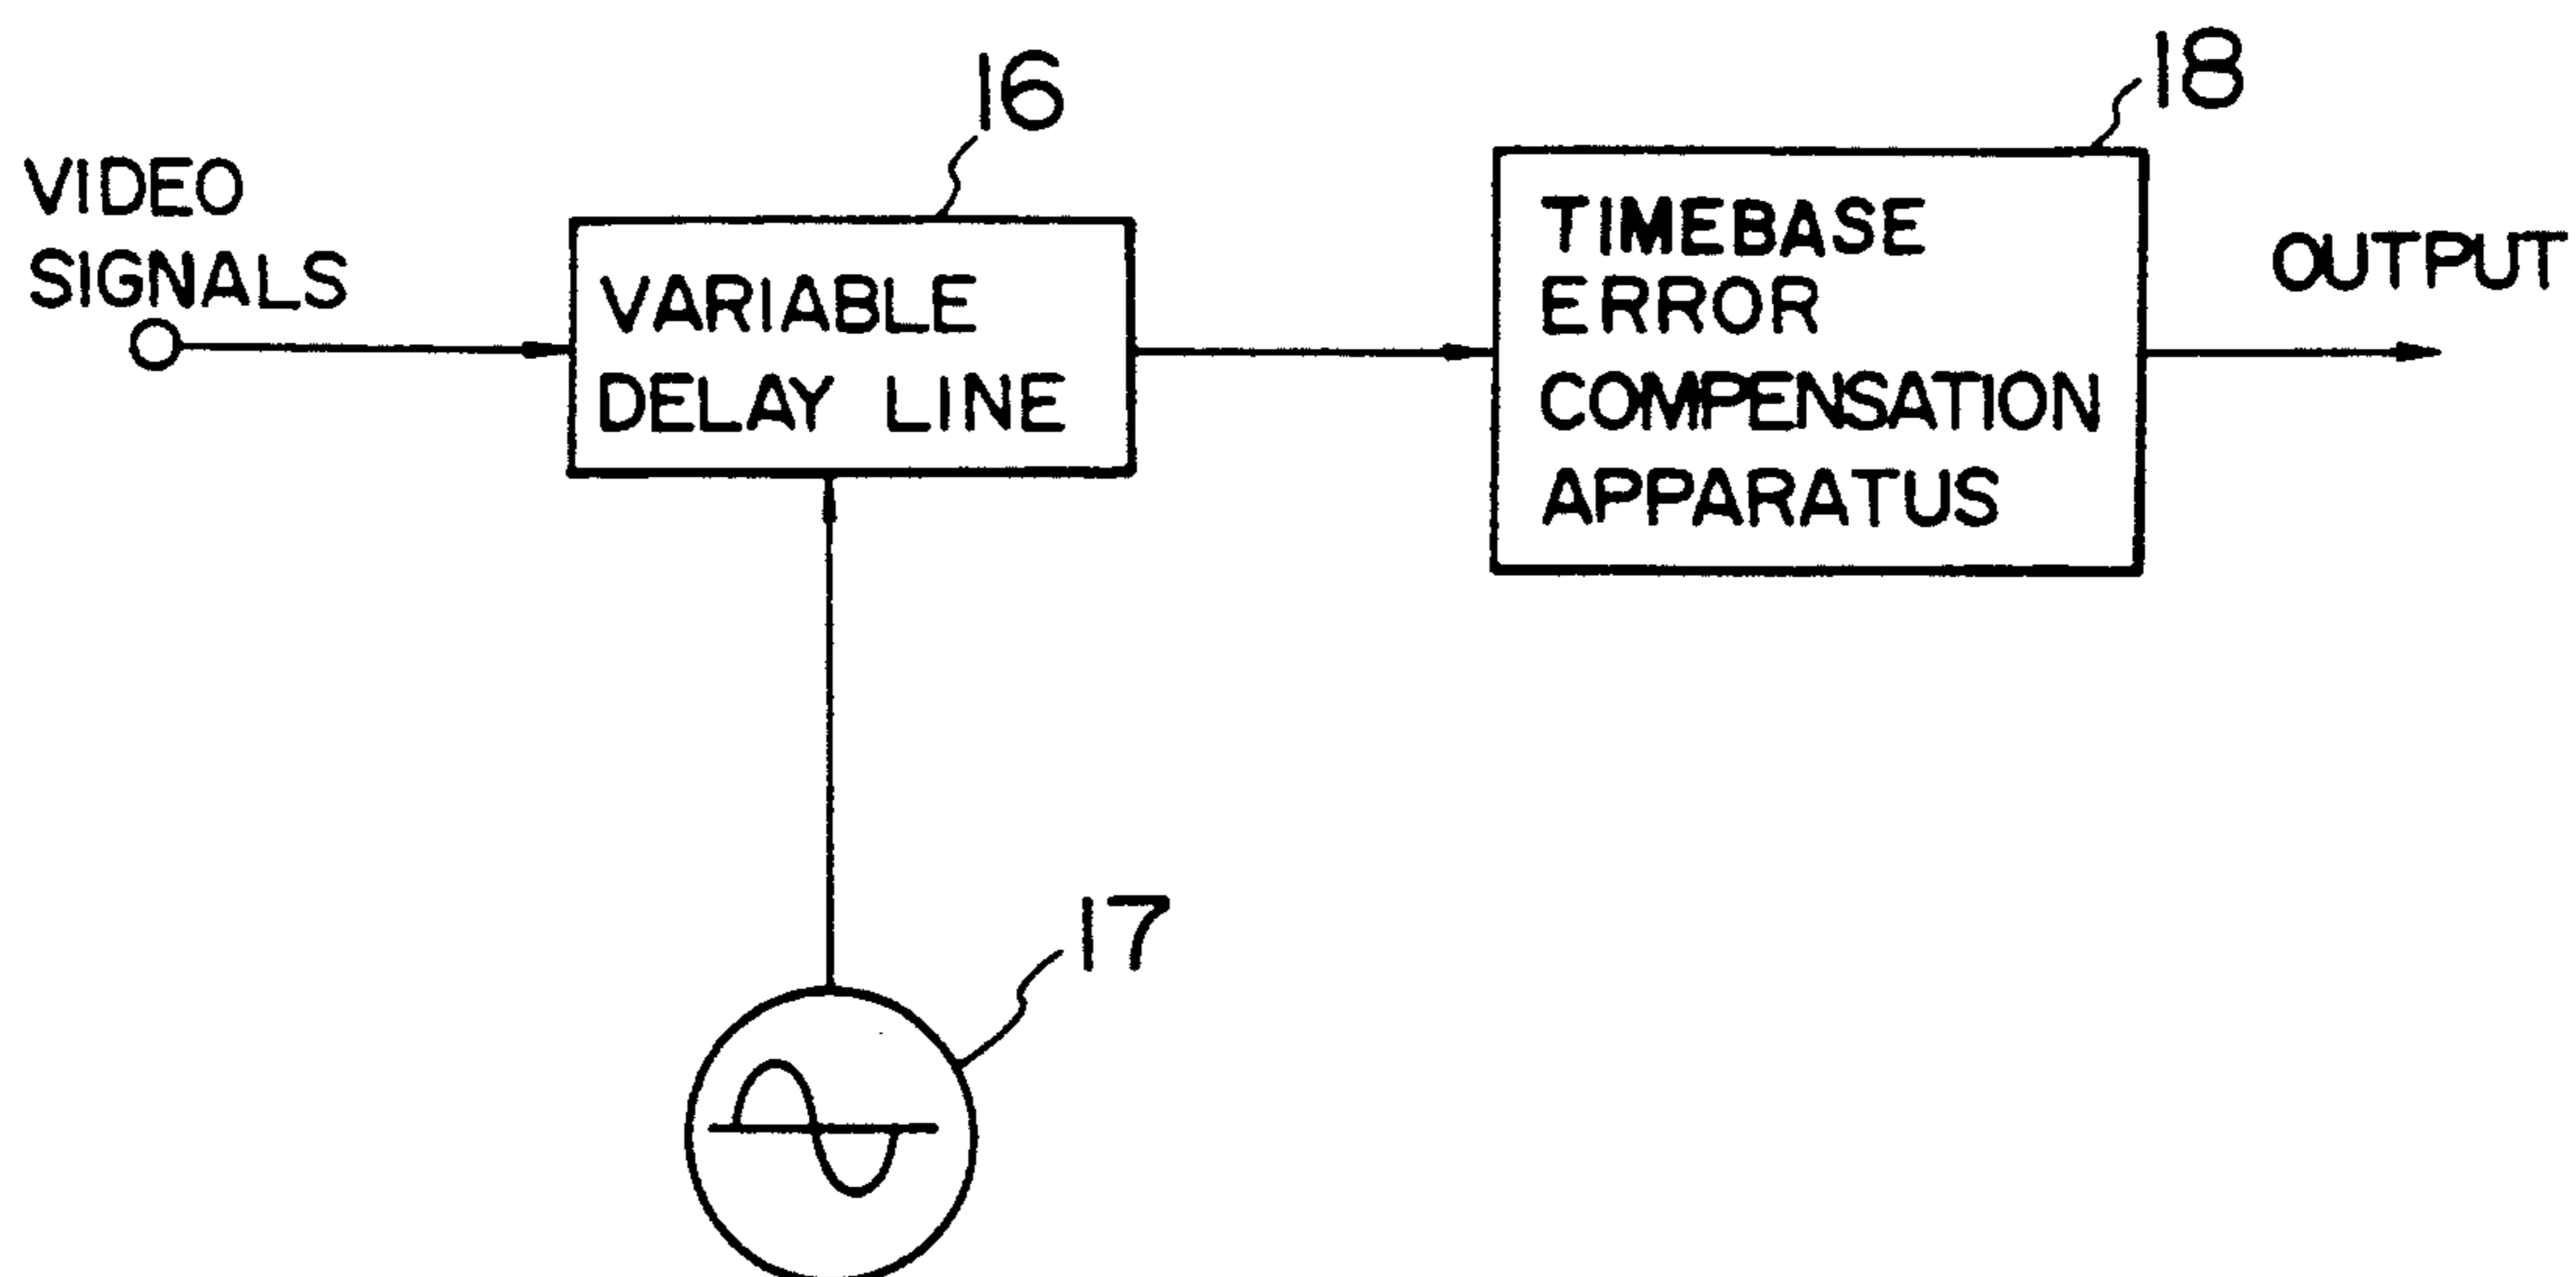 16
18
VIDEO
SIGNALS
VARIABLE
DELAY LINE
TIMEBASE
ERROR
COMPENSATION
APPARATUS
OUTPUT
17